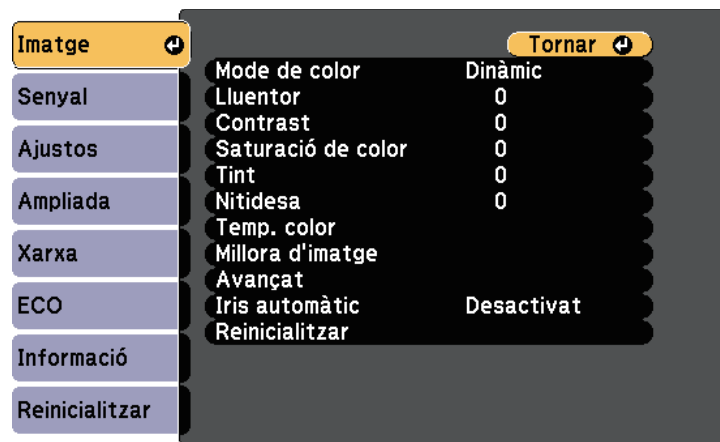 Imatge
Senyal
Ajustos
Ampliada
Xarxa
ECO
Informació
Reinicialitzar
Tornar
Mode de color Dinàmic
Lluentor 0
Contrast 0
Saturació de color 0
Tint 0
Nitidesa 0
Temp. color
Millora d'imatge
Avançat
Iris automàtic Desactivat
Reinicialitzar